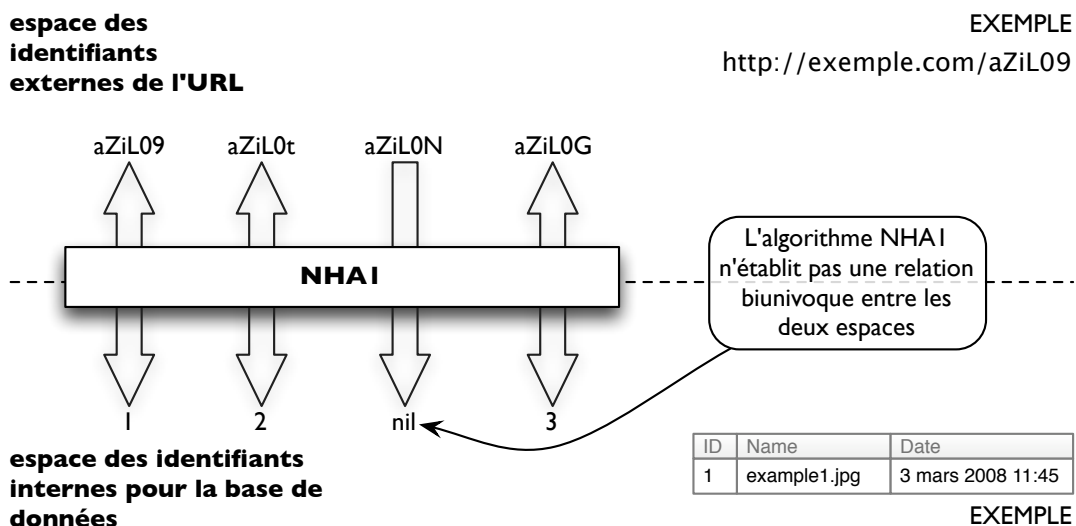 espace des
identifiants
externes de l'URL
EXEMPLE
http://exemple.com/aZiL09
aZiL09 aZiL0t aZiL0N aZiL0G
NHA1
L'algorithme NHA1
n'établit pas une relation
biunivoque entre les
deux espaces
1 2 nil 3
espace des identifiants
internes pour la base de
données
ID Name Date
1 example1.jpg 3 mars 2008 11:45
EXEMPLE